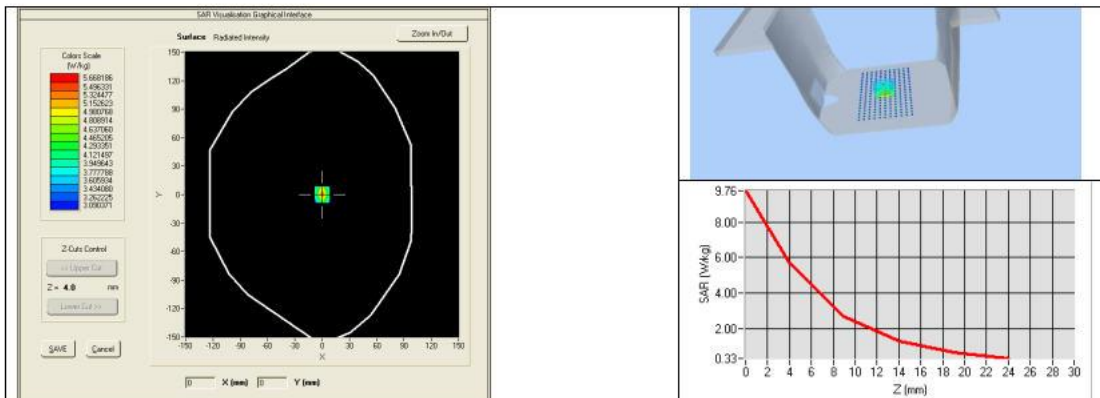 SAR Visualisation Graphical Interface
Surface Radiated Intensity
Zoom In/Out
Colors Scale
(W/kg)
5.668186
5.496331
5.324477
5.152623
4.980768
4.808914
4.637060
4.465205
4.293351
4.121497
3.949643
3.777788
3.605934
3.434080
3.262225
3.090371
Z-Cuts Control
<< Upper Cut
Z = 4.0 mm
Lower Cut >>
SAVE Cancel
150
120
90
60
30
0
-30
-60
-90
-120
-150
Y
-150 -120 -90 -60 -30 0 30 60 90 120 150
X
0 X (mm) 0 Y (mm)
9.76
8.00
6.00
4.00
2.00
0.33
SAR (W/kg)
0 2 4 6 8 10 12 14 16 18 20 22 24 26 28 30
Z (mm)